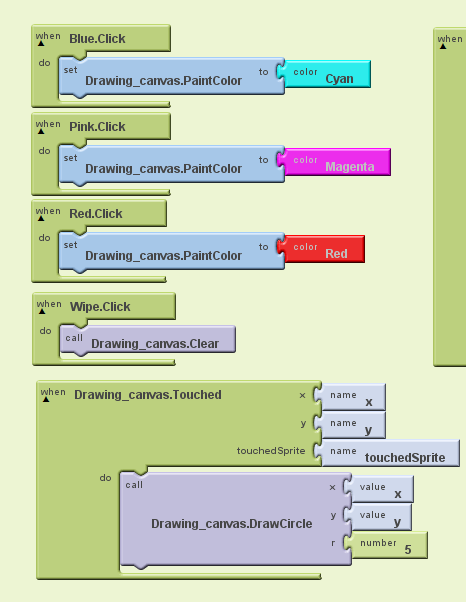 when Blue.Click
do set Drawing_canvas.PaintColor to color Cyan
when Pink.Click
do set Drawing_canvas.PaintColor to color Magenta
when Red.Click
do set Drawing_canvas.PaintColor to color Red
when Wipe.Click
do call Drawing_canvas.Clear
when Drawing_canvas.Touched x name x
y name y
touchedSprite name touchedSprite
do call x value x
Drawing_canvas.DrawCircle y value y
r number 5
when